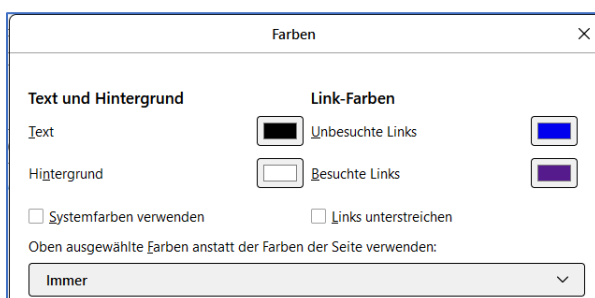 Farben
Text und Hintergrund
Link-Farben
Text
Unbesuchte Links
Hintergrund
Besuchte Links
Systemfarben verwenden
Links unterstreichen
Oben ausgewählte Farben anstatt der Farben der Seite verwenden:
Immer